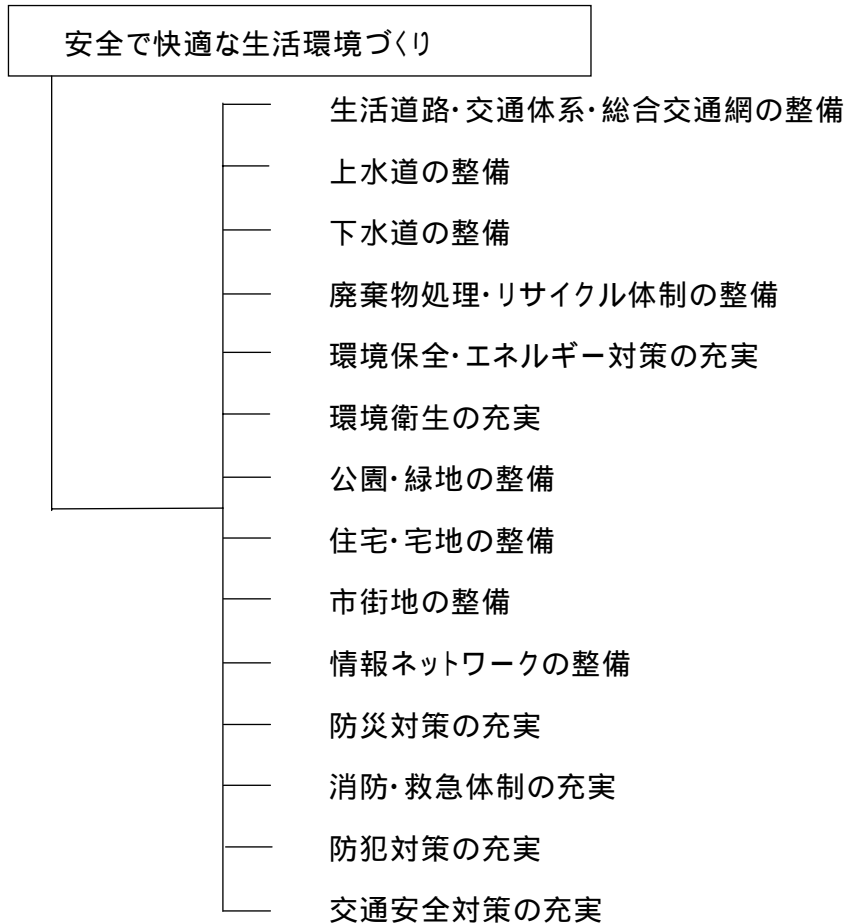 安全で快適な生活環境づくり
生活道路・交通体系・総合交通網の整備
上水道の整備
下水道の整備
廃棄物処理・リサイクル体制の整備
環境保全・エネルギー対策の充実
環境衛生の充実
公園・緑地の整備
住宅・宅地の整備
市街地の整備
情報ネットワークの整備
防災対策の充実
消防・救急体制の充実
防犯対策の充実
交通安全対策の充実